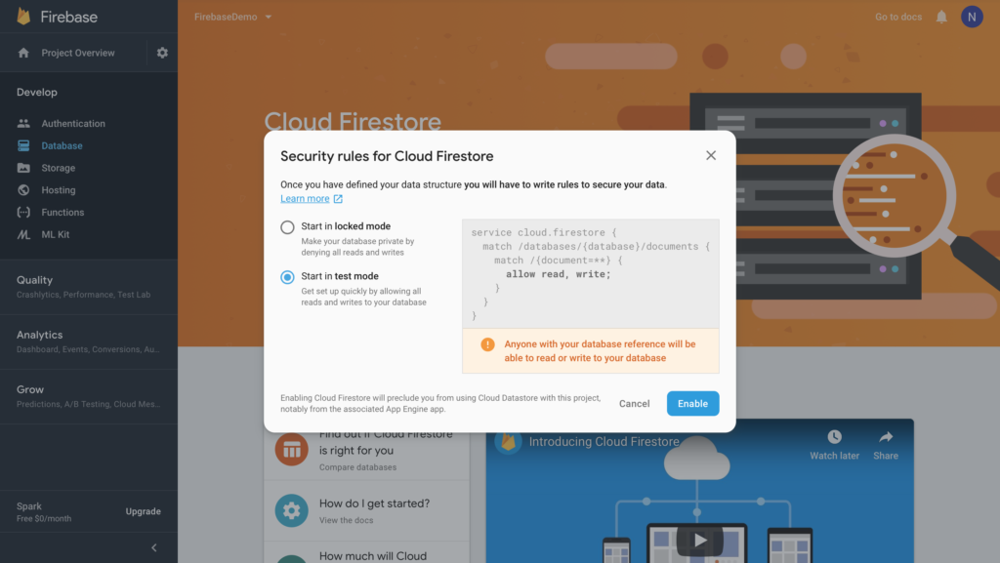 Firebase
FirebaseDemo
Go to docs
N
Project Overview
Develop
Authentication
Database
Storage
Hosting
Functions
ML Kit
Quality
Crashlytics, Performance, Test Lab
Analytics
Dashboard, Events, Conversions, Au...
Grow
Predictions, A/B Testing, Cloud Mes...
Spark
Free $0/month
Upgrade
Cloud Firestore
Security rules for Cloud Firestore
Once you have defined your data structure you will have to write rules to secure your data.
Learn more
Start in locked mode
Make your database private by
denying all reads and writes
Start in test mode
Get set up quickly by allowing all
reads and writes to your database
service cloud.firestore {
  match /databases/{database}/documents {
    match /{document=**} {
      allow read, write;
    }
  }
}
!
Anyone with your database reference will be
able to read or write to your database
Enabling Cloud Firestore will preclude you from using Cloud Datastore with this project,
notably from the associated App Engine app.
Cancel
Enable
Find out if Cloud Firestore
is right for you
Compare databases
How do I get started?
View the docs
How much will Cloud
Introducing Cloud Firestore
Watch later
Share